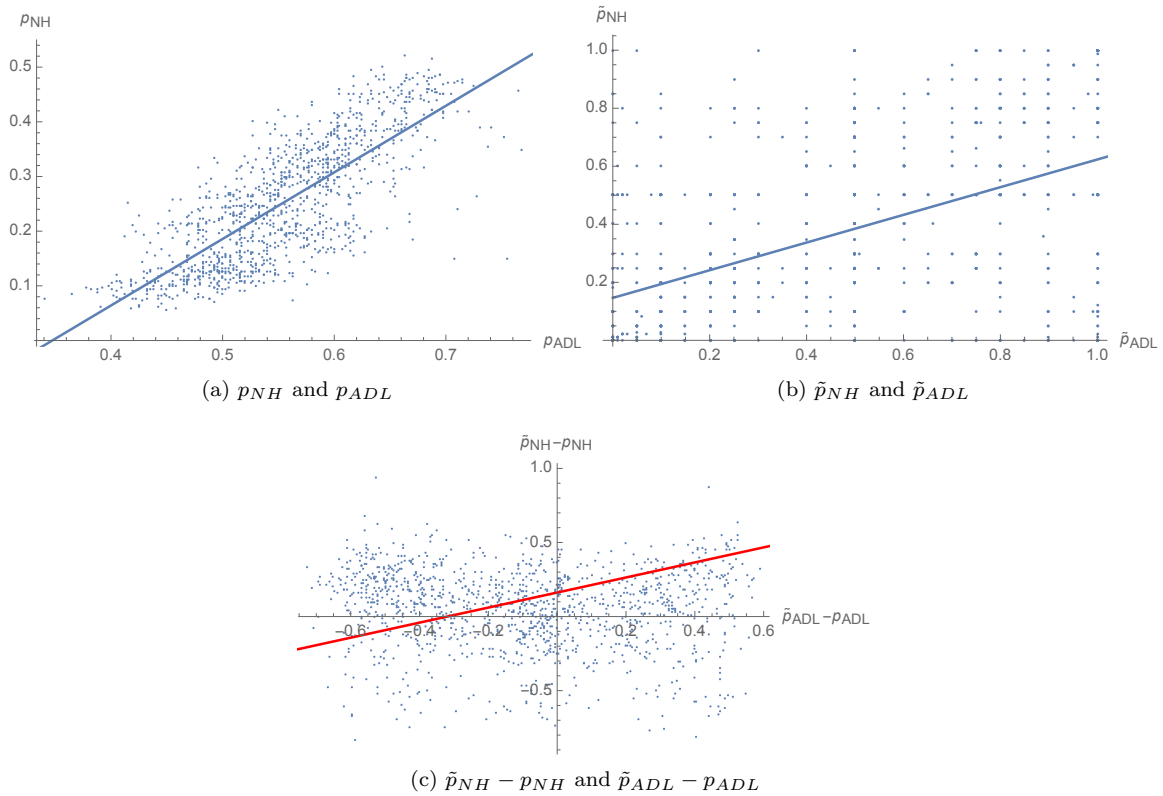 p_NH
0.5
0.4
0.3
0.2
0.1
0.4 0.5 0.6 0.7 p_ADL
(a) p_NH and p_ADL
p̃_NH
1.0
0.8
0.6
0.4
0.2
0.2 0.4 0.6 0.8 1.0 p̃_ADL
(b) p̃_NH and p̃_ADL
p̃_NH−p_NH
1.0
0.5
−0.6 −0.4 −0.2 0.2 0.4 0.6 p̃_ADL−p_ADL
−0.5
(c) p̃_NH − p_NH and p̃_ADL − p_ADL